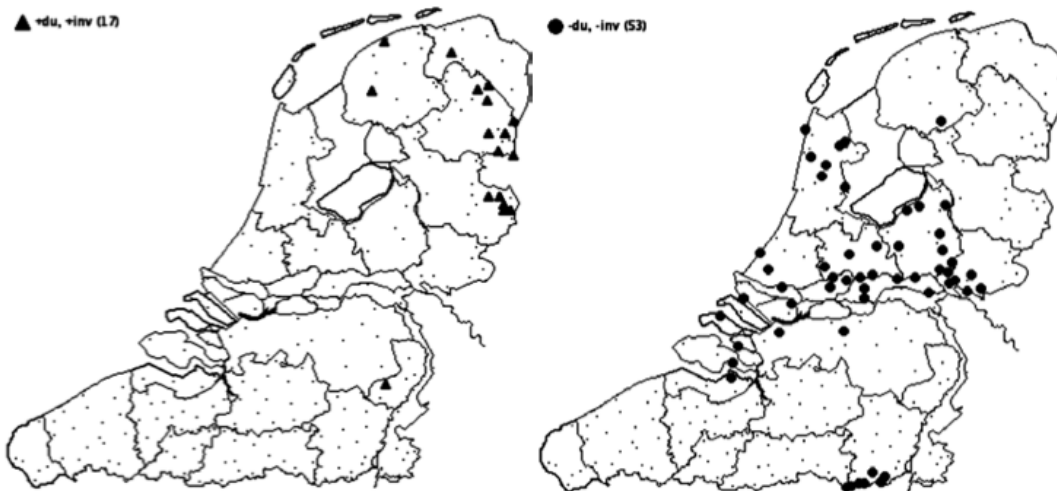 +du, +inv (17)
-du, -inv (53)